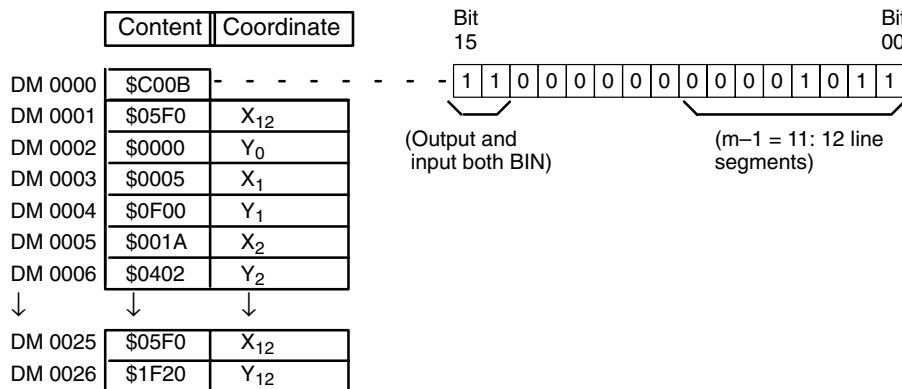 Content Coordinate
Bit 15
Bit 00
DM 0000 $C00B - - - - - - - - - - 1 1 0 0 0 0 0 0 0 0 0 0 1 0 1 1
DM 0001 $05F0 X12
DM 0002 $0000 Y0
DM 0003 $0005 X1
DM 0004 $0F00 Y1
DM 0005 $001A X2
DM 0006 $0402 Y2
(Output and
input both BIN)
(m–1 = 11: 12 line
segments)
↓ ↓ ↓
DM 0025 $05F0 X12
DM 0026 $1F20 Y12